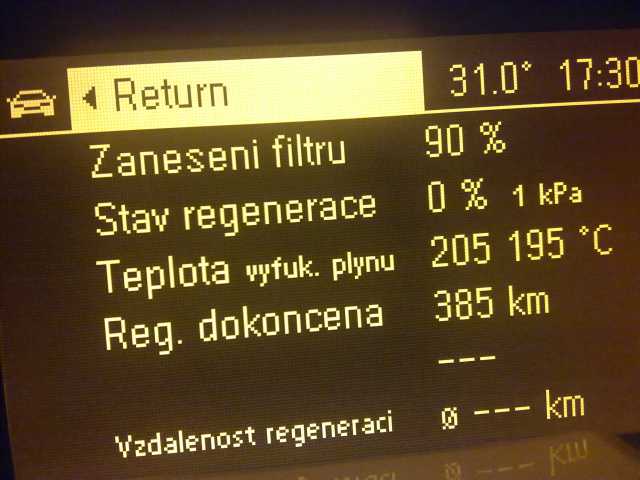 Return 31.0° 17:30
Zaneseni filtru 90 %
Stav regenerace 0 % 1 kPa
Teplota vyfuk. plynu 205 195 °C
Reg. dokoncena 385 km
---
Vzdalenost regeneraci Ø --- km